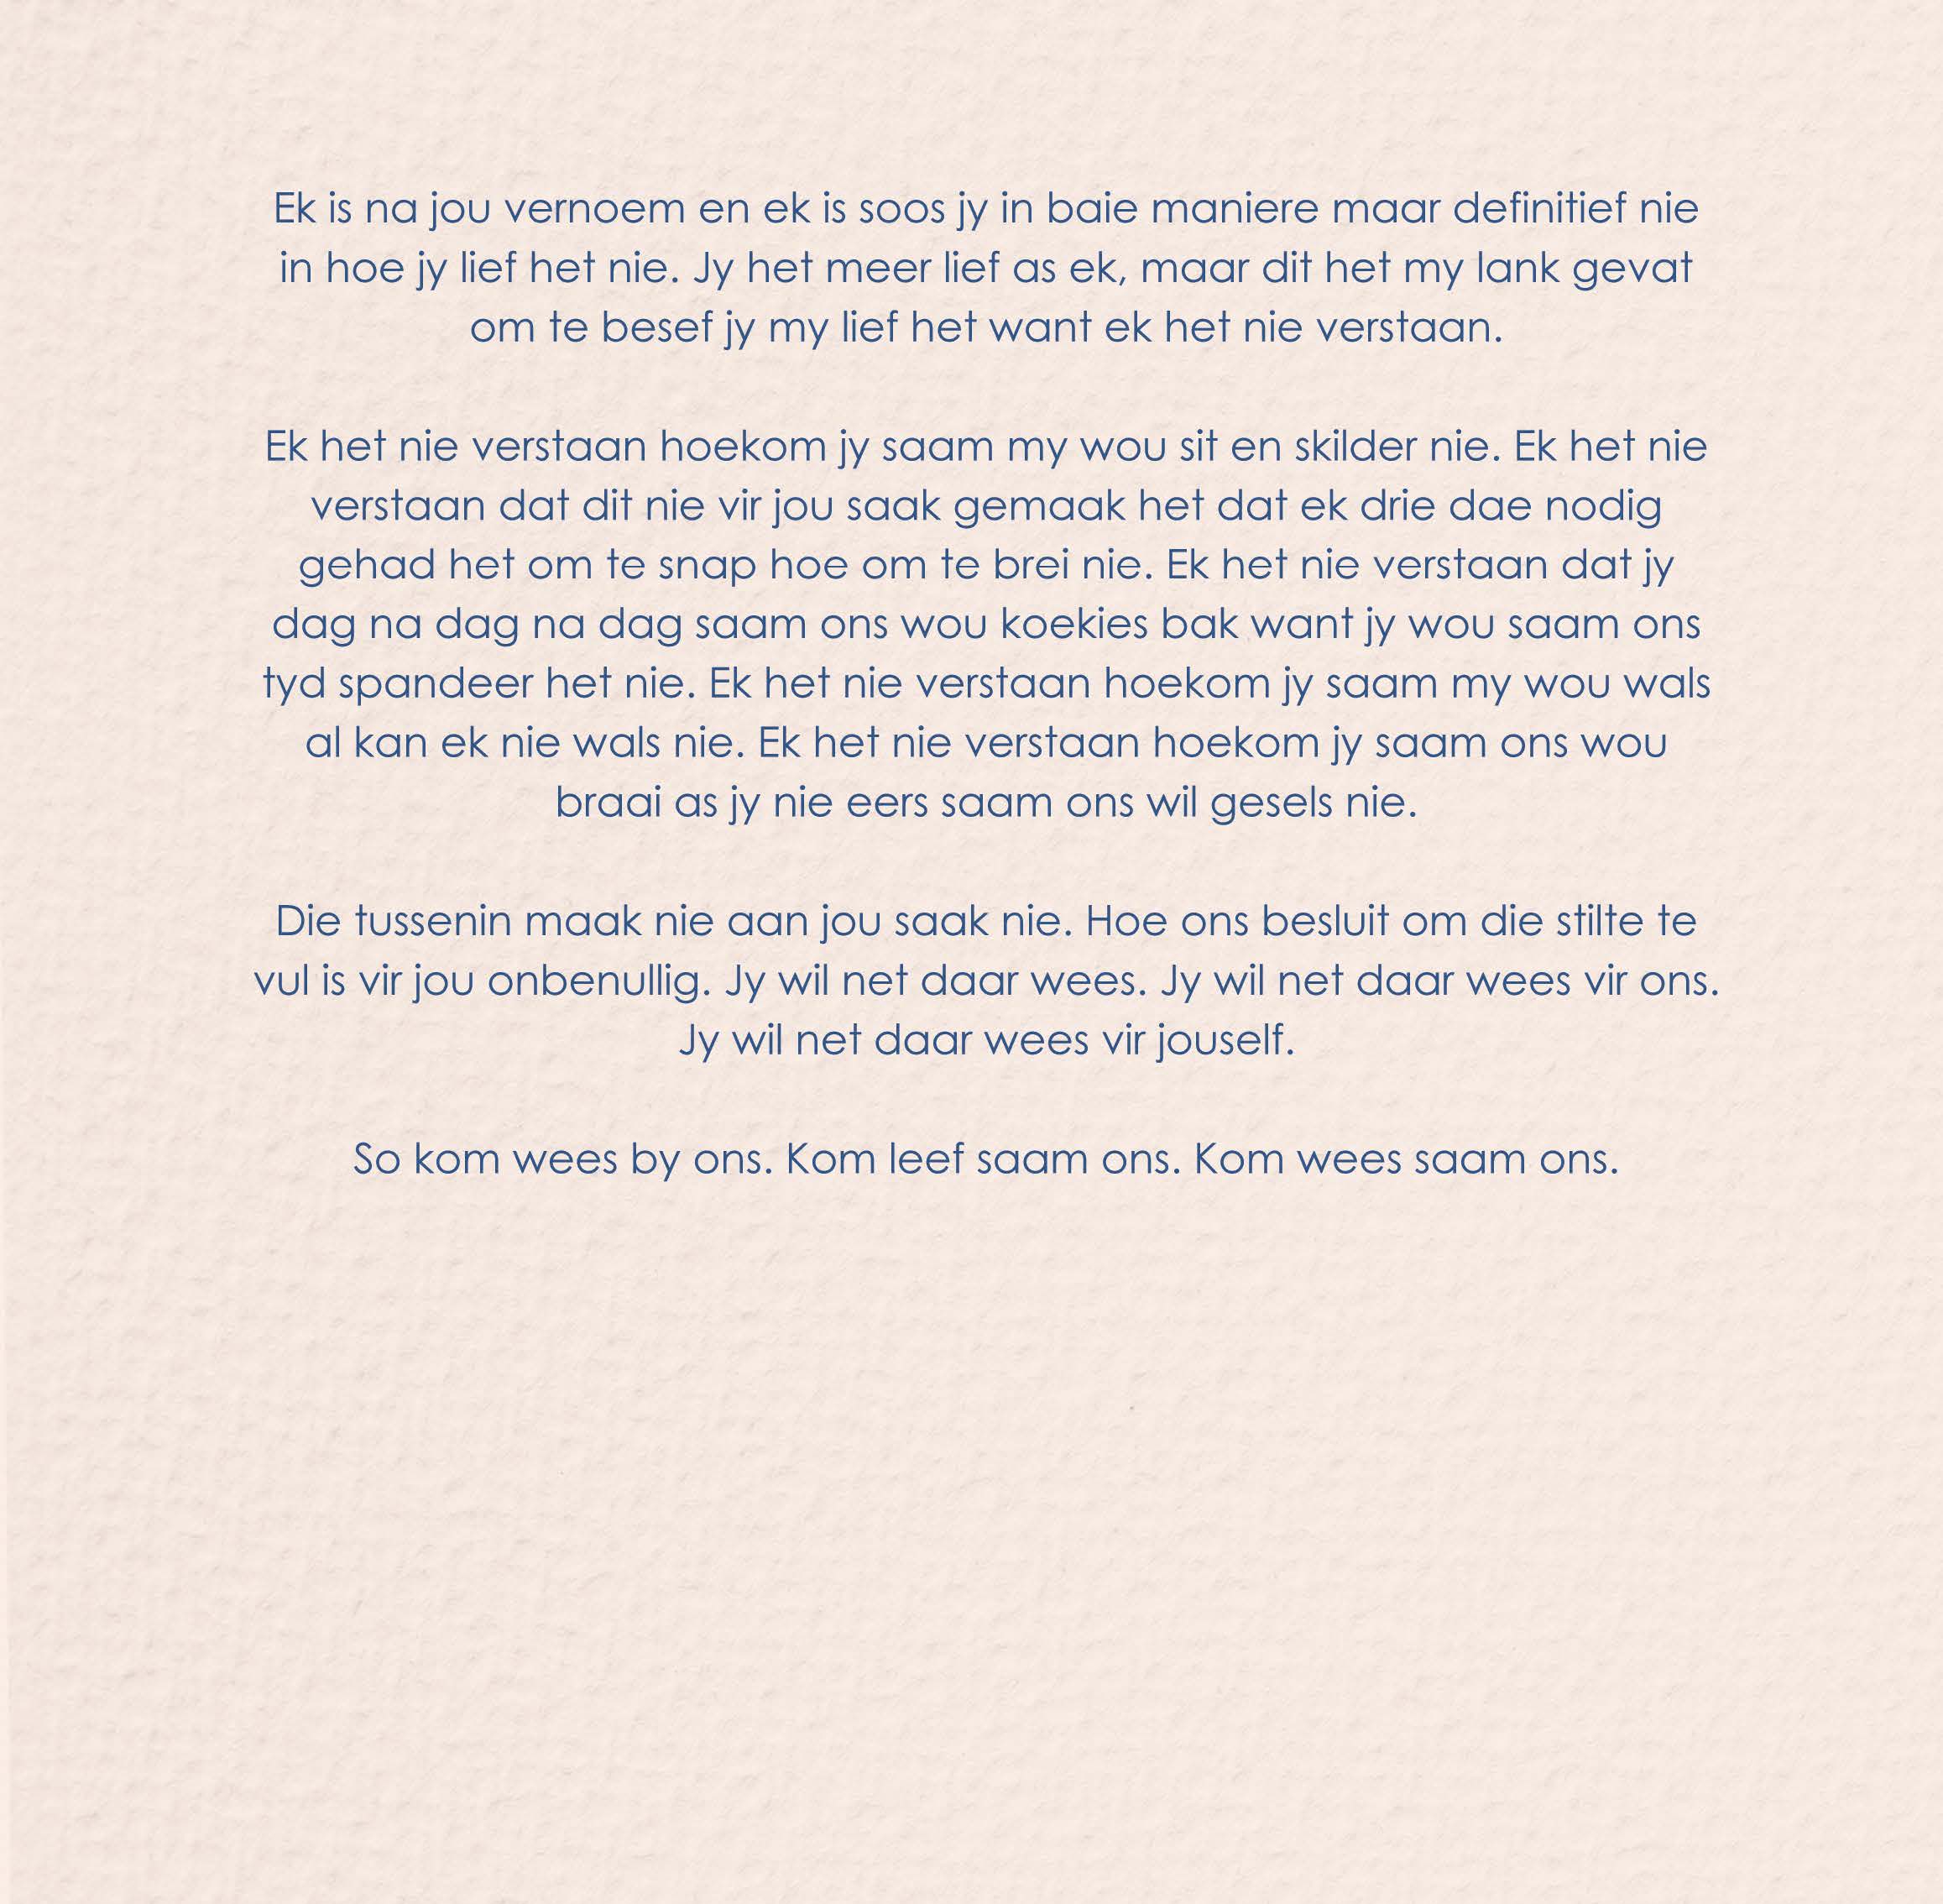 Ek is na jou vernoem en ek is soos jy in baie maniere maar definitief nie
in hoe jy lief het nie. Jy het meer lief as ek, maar dit het my lank gevat
om te besef jy my lief het want ek het nie verstaan.
Ek het nie verstaan hoekom jy saam my wou sit en skilder nie. Ek het nie
verstaan dat dit nie vir jou saak gemaak het dat ek drie dae nodig
gehad het om te snap hoe om te brei nie. Ek het nie verstaan dat jy
dag na dag na dag saam ons wou koekies bak want jy wou saam ons
tyd spandeer het nie. Ek het nie verstaan hoekom jy saam my wou wals
al kan ek nie wals nie. Ek het nie verstaan hoekom jy saam ons wou
braai as jy nie eers saam ons wil gesels nie.
Die tussenin maak nie aan jou saak nie. Hoe ons besluit om die stilte te
vul is vir jou onbenullig. Jy wil net daar wees. Jy wil net daar wees vir ons.
Jy wil net daar wees vir jouself.
So kom wees by ons. Kom leef saam ons. Kom wees saam ons.